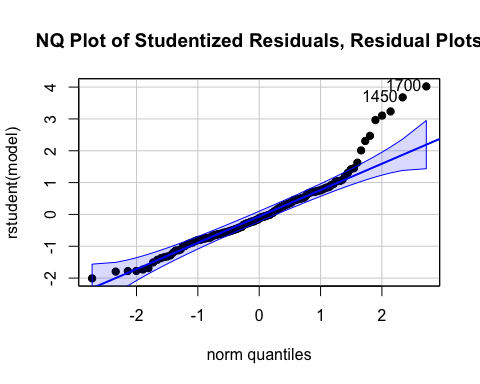 NQ Plot of Studentized Residuals, Residual Plots
1700
1450
4
3
2
1
0
-1
-2
rstudent(model)
-2 -1 0 1 2
norm quantiles